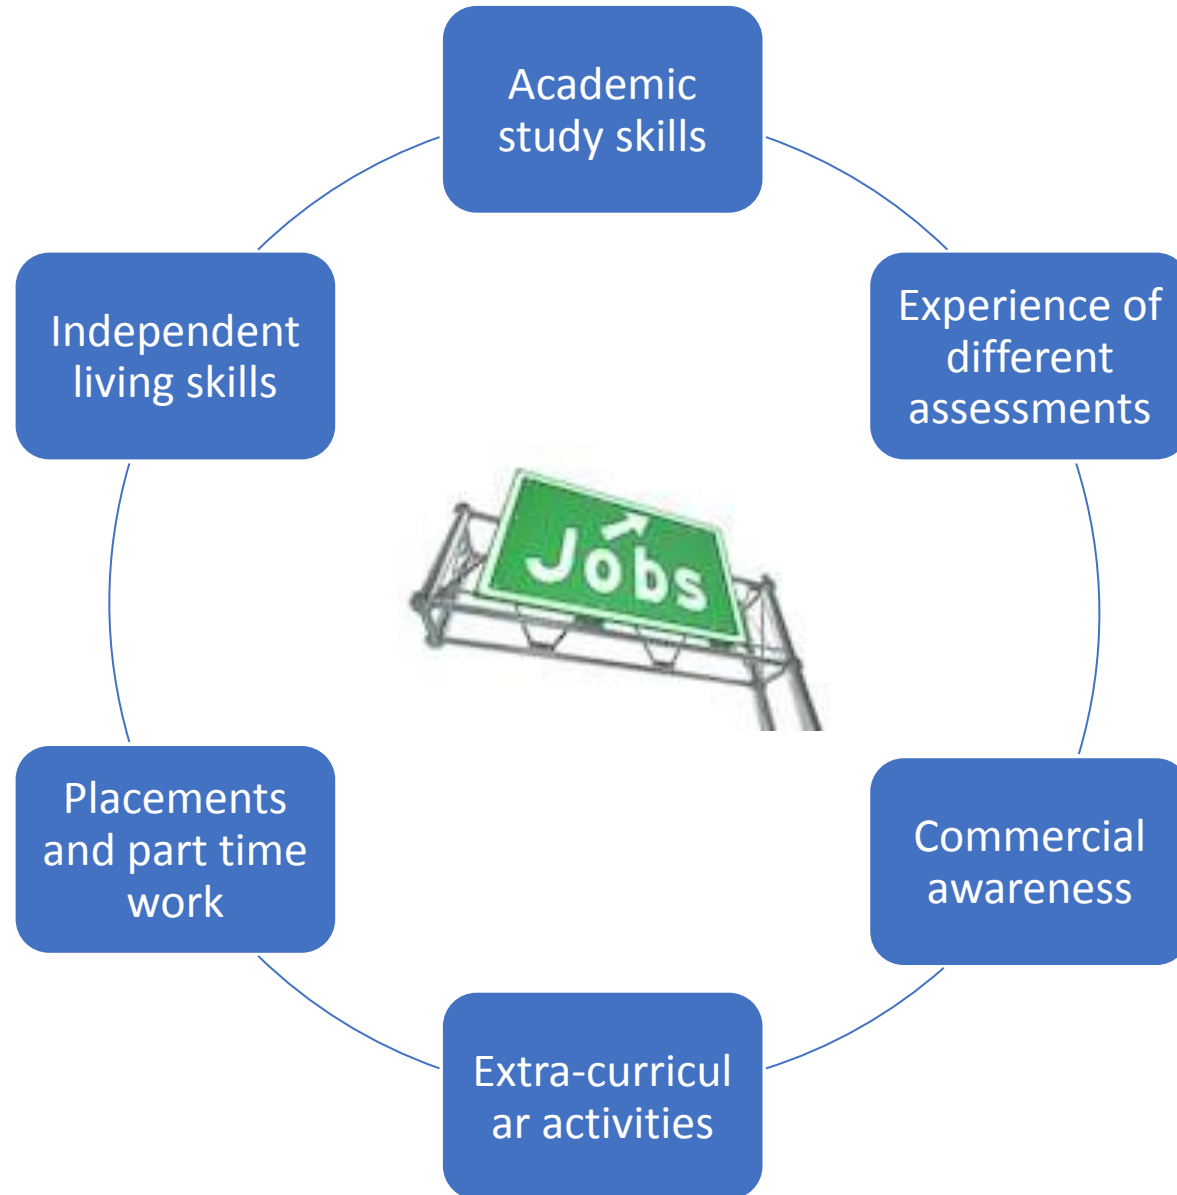 Academic
study skills
Experience of
different
assessments
Commercial
awareness
Extra-curricul
ar activities
Placements
and part time
work
Independent
living skills
Jobs